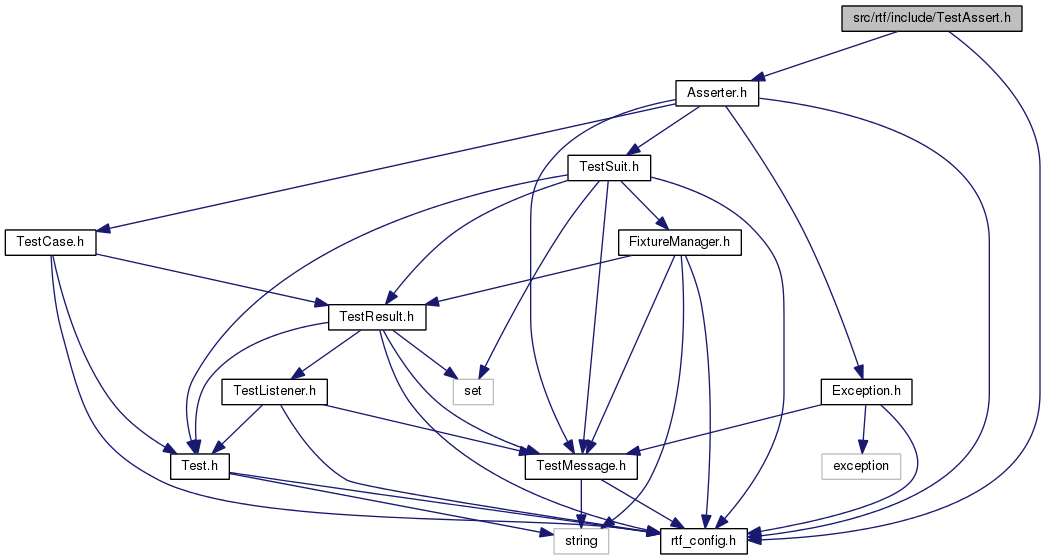 src/rtf/include/TestAssert.h
Asserter.h
TestSuit.h
TestCase.h
FixtureManager.h
TestResult.h
TestListener.h
set
Exception.h
Test.h
TestMessage.h
exception
string
rtf_config.h